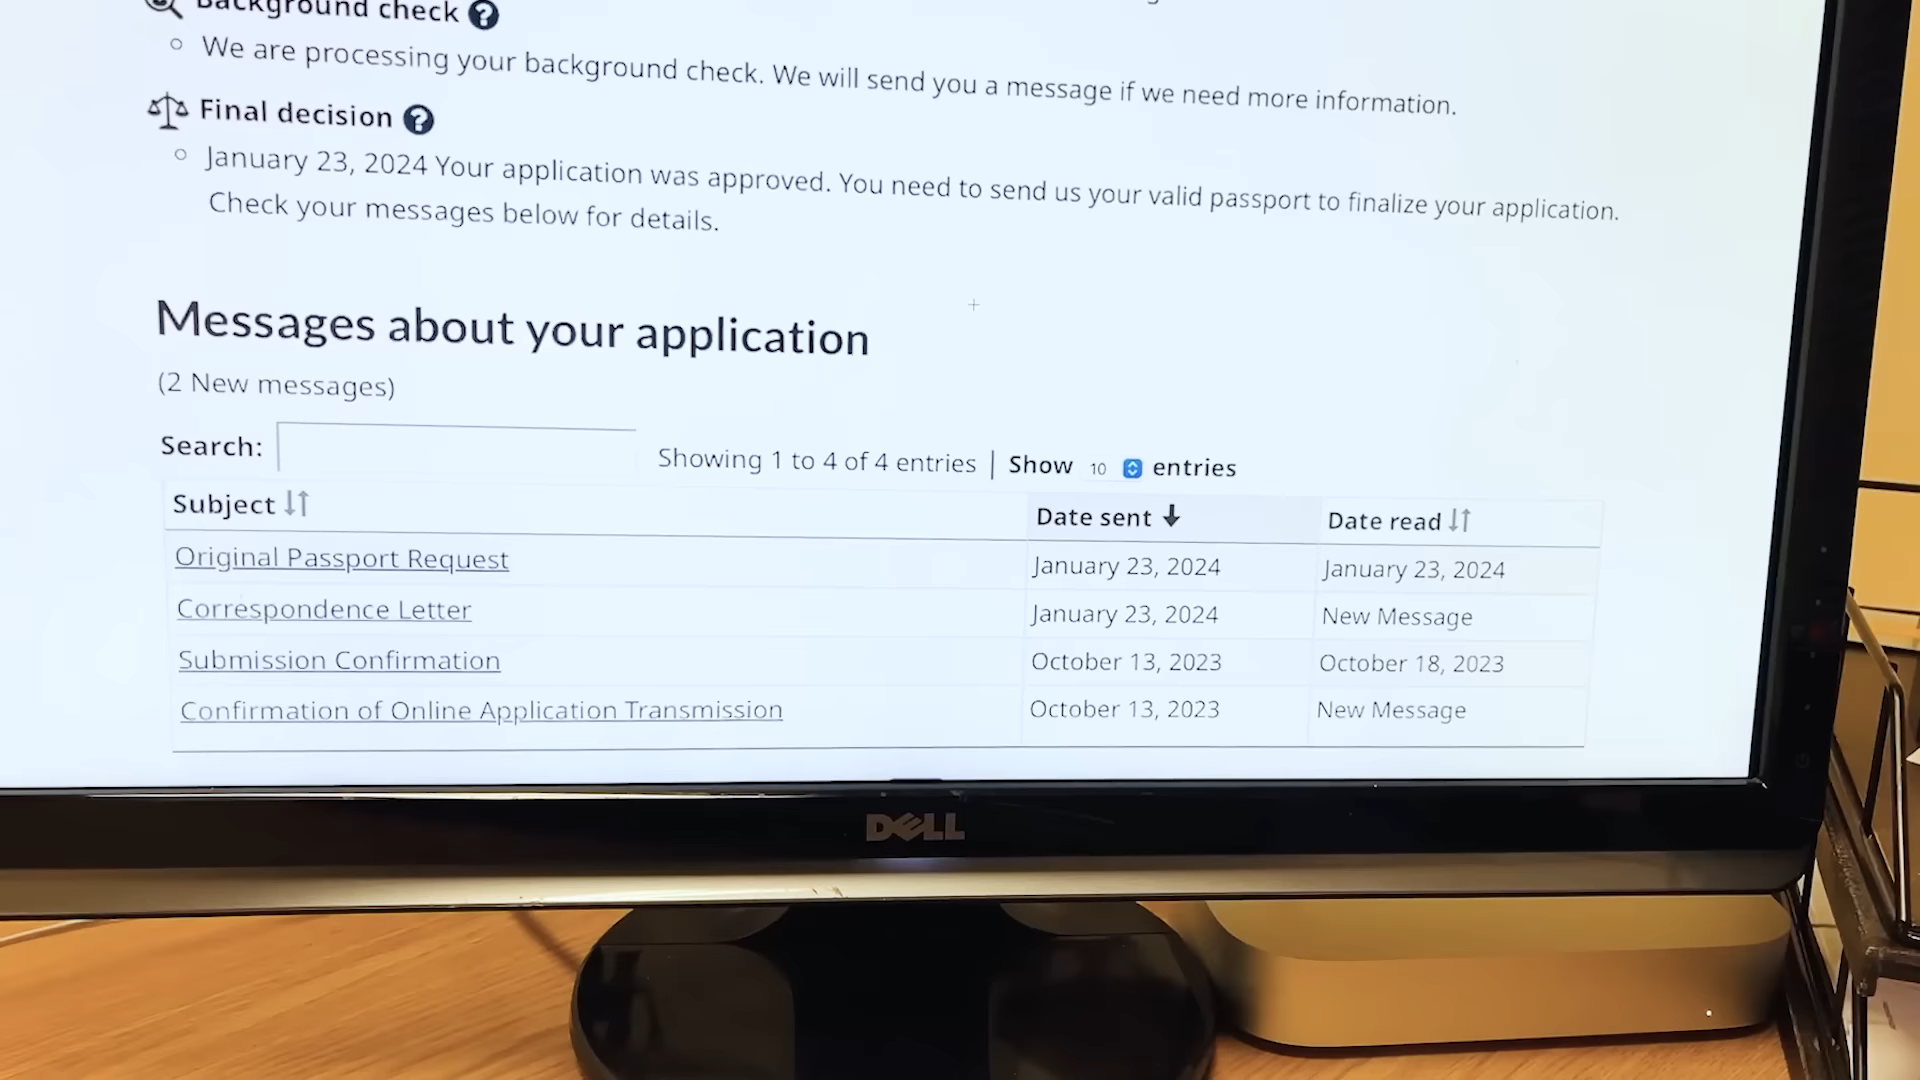 Background check
We are processing your background check. We will send you a message if we need more information.
Final decision
January 23, 2024 Your application was approved. You need to send us your valid passport to finalize your application.
Check your messages below for details.
Messages about your application
(2 New messages)
Search: Showing 1 to 4 of 4 entries | Show 10 entries
Subject Date sent Date read
Original Passport Request January 23, 2024 January 23, 2024
Correspondence Letter January 23, 2024 New Message
Submission Confirmation October 13, 2023 October 18, 2023
Confirmation of Online Application Transmission October 13, 2023 New Message
DELL